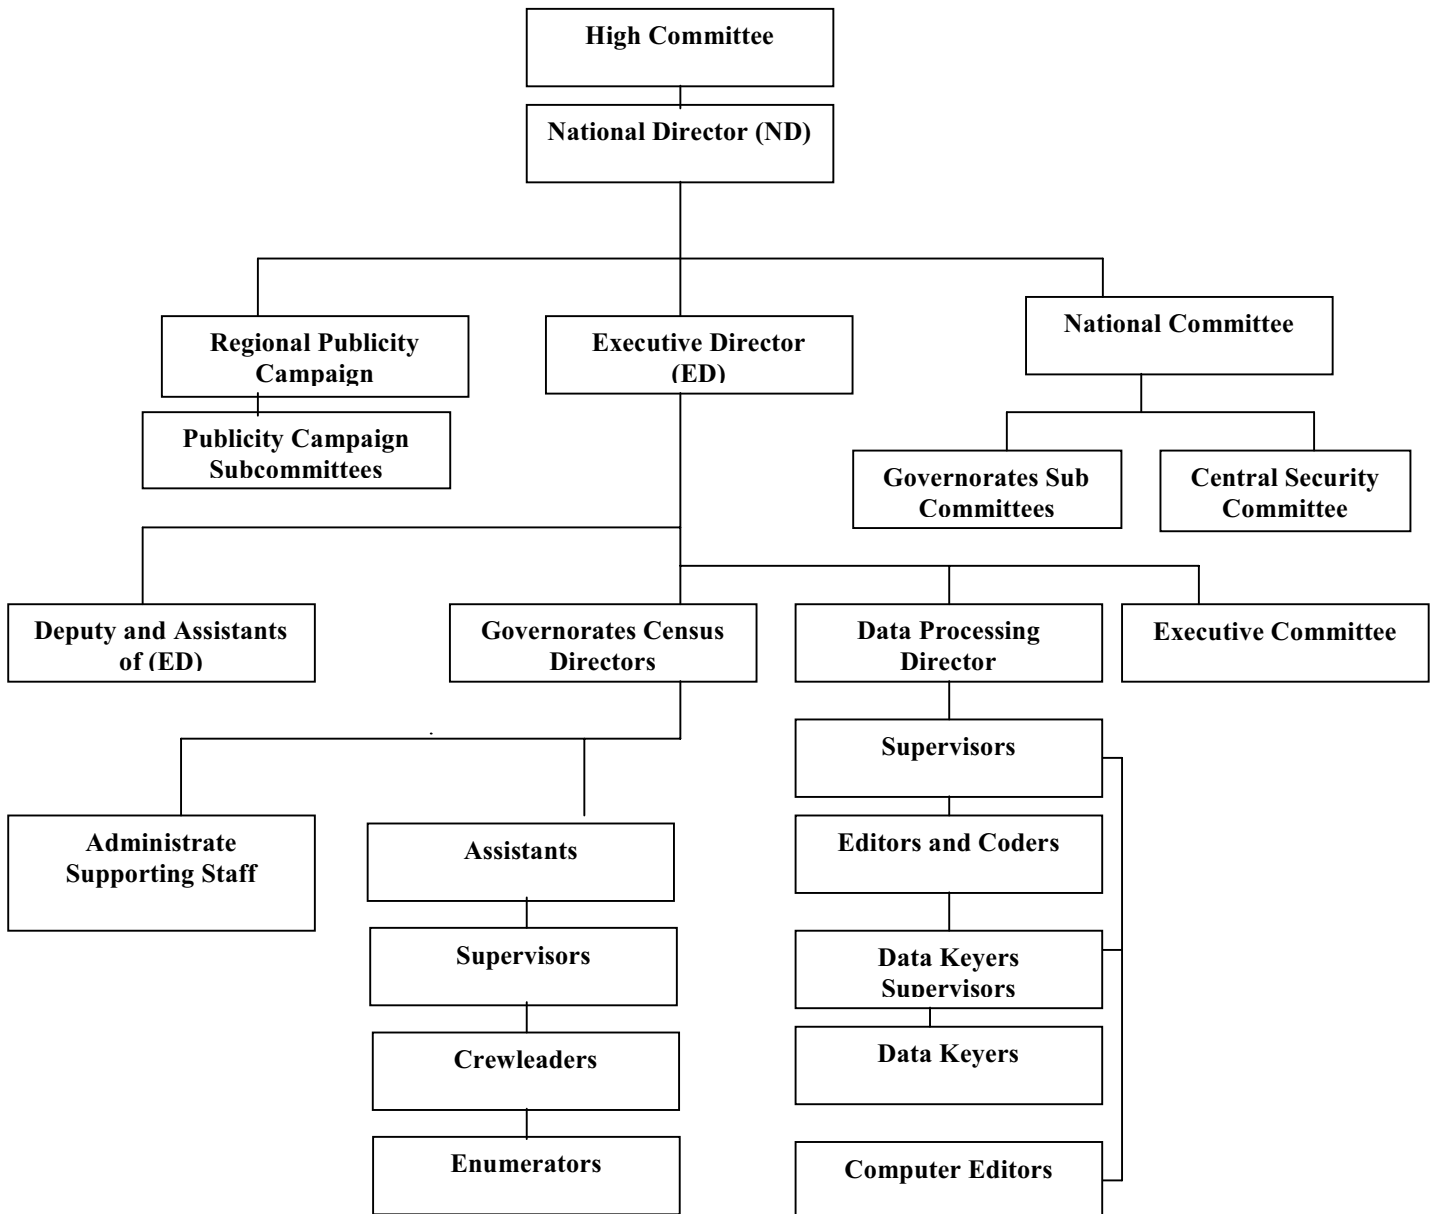 High Committee
National Director (ND)
Regional Publicity
Campaign
Executive Director
(ED)
National Committee
Publicity Campaign
Subcommittees
Governorates Sub
Committees
Central Security
Committee
Deputy and Assistants
of (ED)
Governorates Census
Directors
Data Processing
Director
Executive Committee
Supervisors
Administrate
Supporting Staff
Assistants
Editors and Coders
Supervisors
Data Keyers
Supervisors
Crewleaders
Data Keyers
Enumerators
Computer Editors